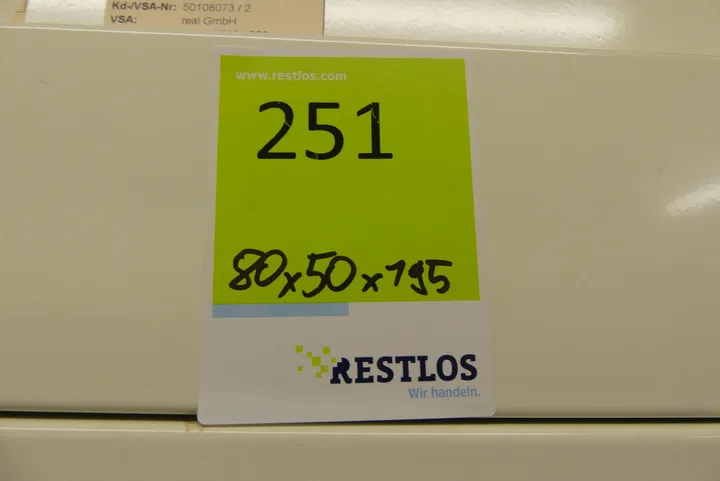 Kd-/VSA-Nr: 50108073 / 2
VSA: real GmbH
www.restlos.com
251
80x50x195
RESTLOS
Wir handeln.